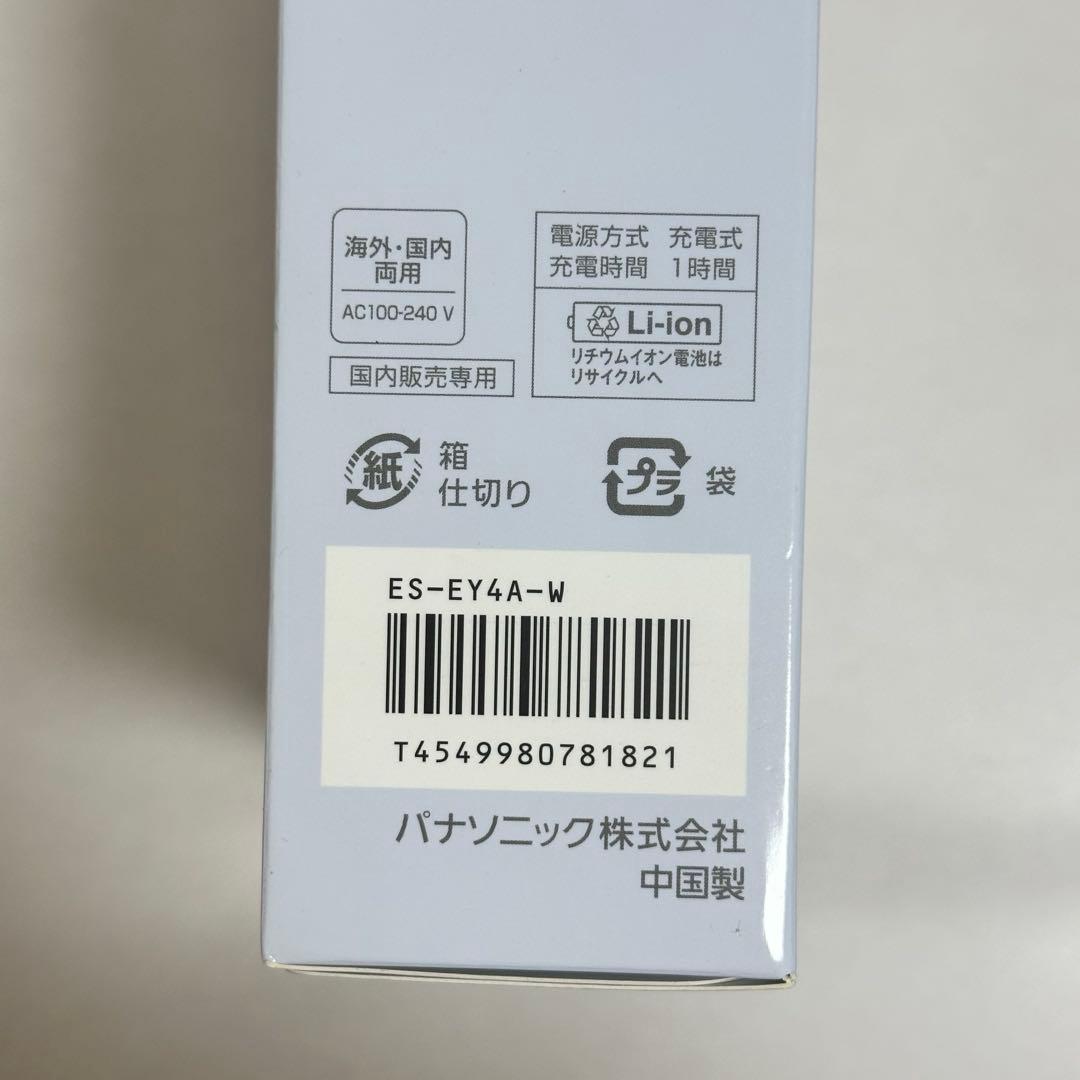 海外・国内
両用
AC100-240 V
国内販売専用
電源方式 充電式
充電時間 1時間
Li-ion
リチウムイオン電池は
リサイクルへ
紙
箱
仕切り
プラ
袋
ES-EY4A-W
T4549980781821
パナソニック株式会社
中国製